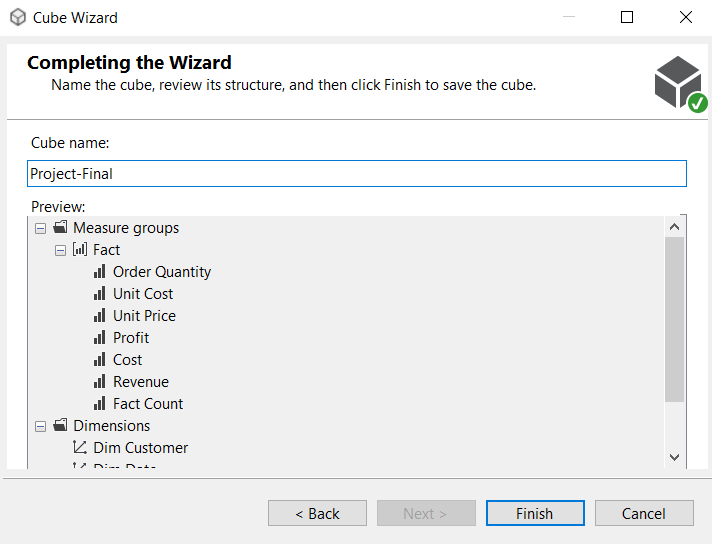 Cube Wizard
Completing the Wizard
Name the cube, review its structure, and then click Finish to save the cube.
Cube name:
Project-Final
Preview:
Measure groups
Fact
Order Quantity
Unit Cost
Unit Price
Profit
Cost
Revenue
Fact Count
Dimensions
Dim Customer
Dim Date
< Back
Next >
Finish
Cancel